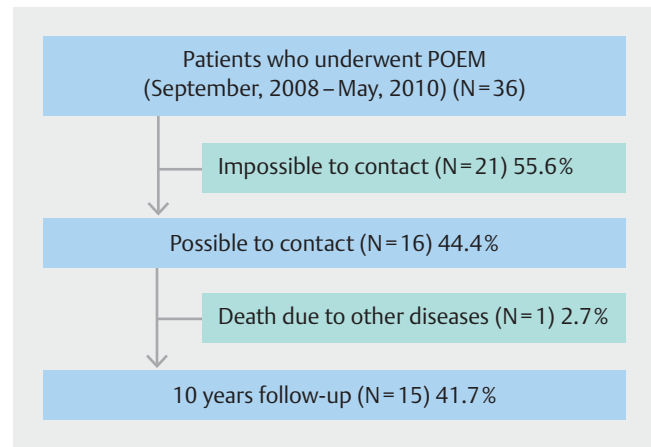 Patients who underwent POEM
(September, 2008 – May, 2010) (N = 36)
Impossible to contact (N = 21) 55.6 %
Possible to contact (N = 16) 44.4 %
Death due to other diseases (N = 1) 2.7 %
10 years follow-up (N = 15) 41.7 %